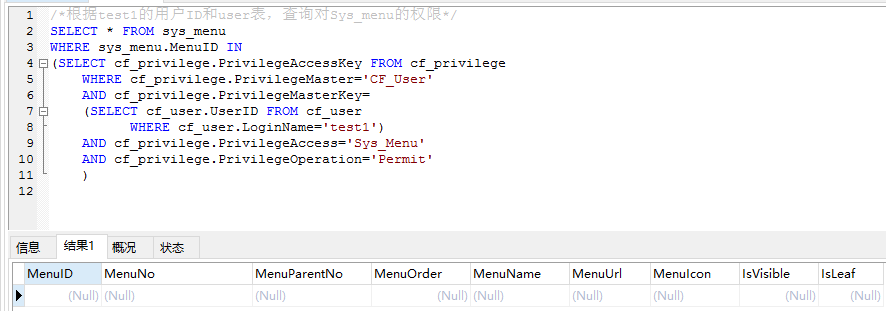 1 /*根据test1的用户ID和user表，查询对Sys_menu的权限*/
2 SELECT * FROM sys_menu
3 WHERE sys_menu.MenuID IN
4 (SELECT cf_privilege.PrivilegeAccessKey FROM cf_privilege
5 WHERE cf_privilege.PrivilegeMaster='CF_User'
6 AND cf_privilege.PrivilegeMasterKey=
7 (SELECT cf_user.UserID FROM cf_user
8 WHERE cf_user.LoginName='test1')
9 AND cf_privilege.PrivilegeAccess='Sys_Menu'
10 AND cf_privilege.PrivilegeOperation='Permit'
11 )
12
信息 结果1 概况 状态
MenuID MenuNo MenuParentNo MenuOrder MenuName MenuUrl MenuIcon IsVisible IsLeaf
(Null) (Null) (Null) (Null) (Null) (Null) (Null) (Null) (Null)